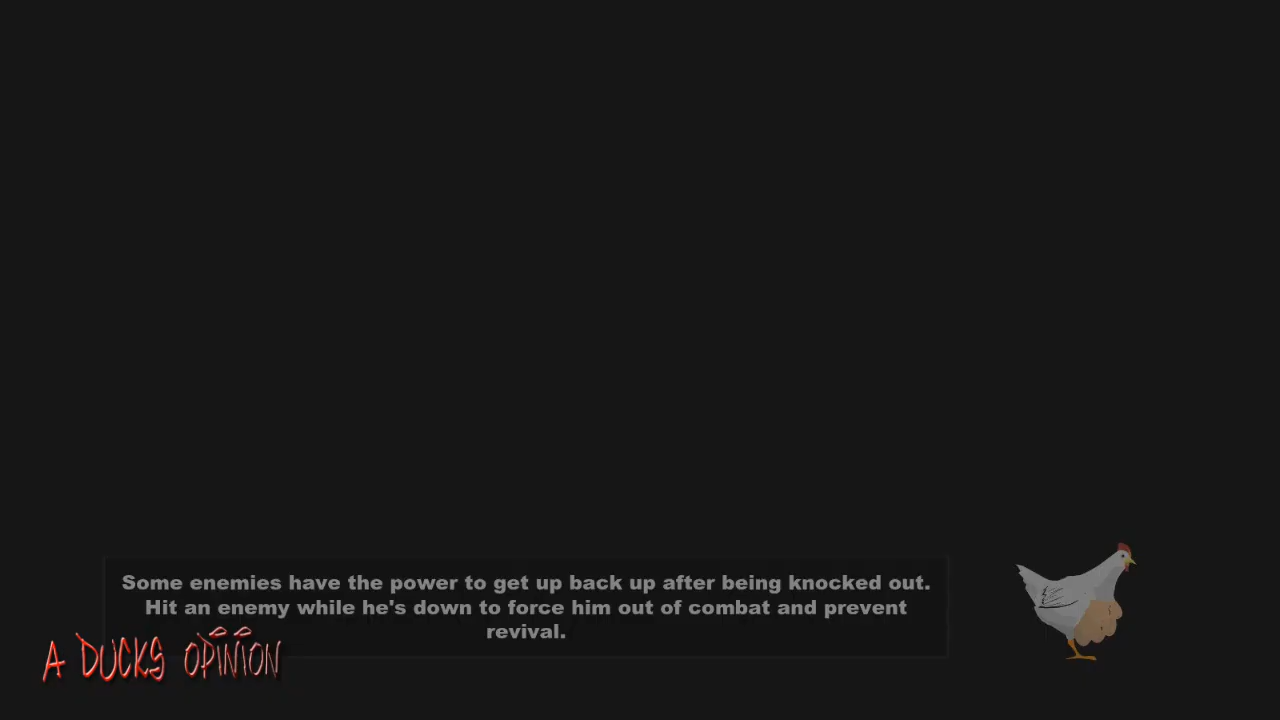 Some enemies have the power to get up back up after being knocked out.
Hit an enemy while he's down to force him out of combat and prevent
revival.
A DUCKS OPINION